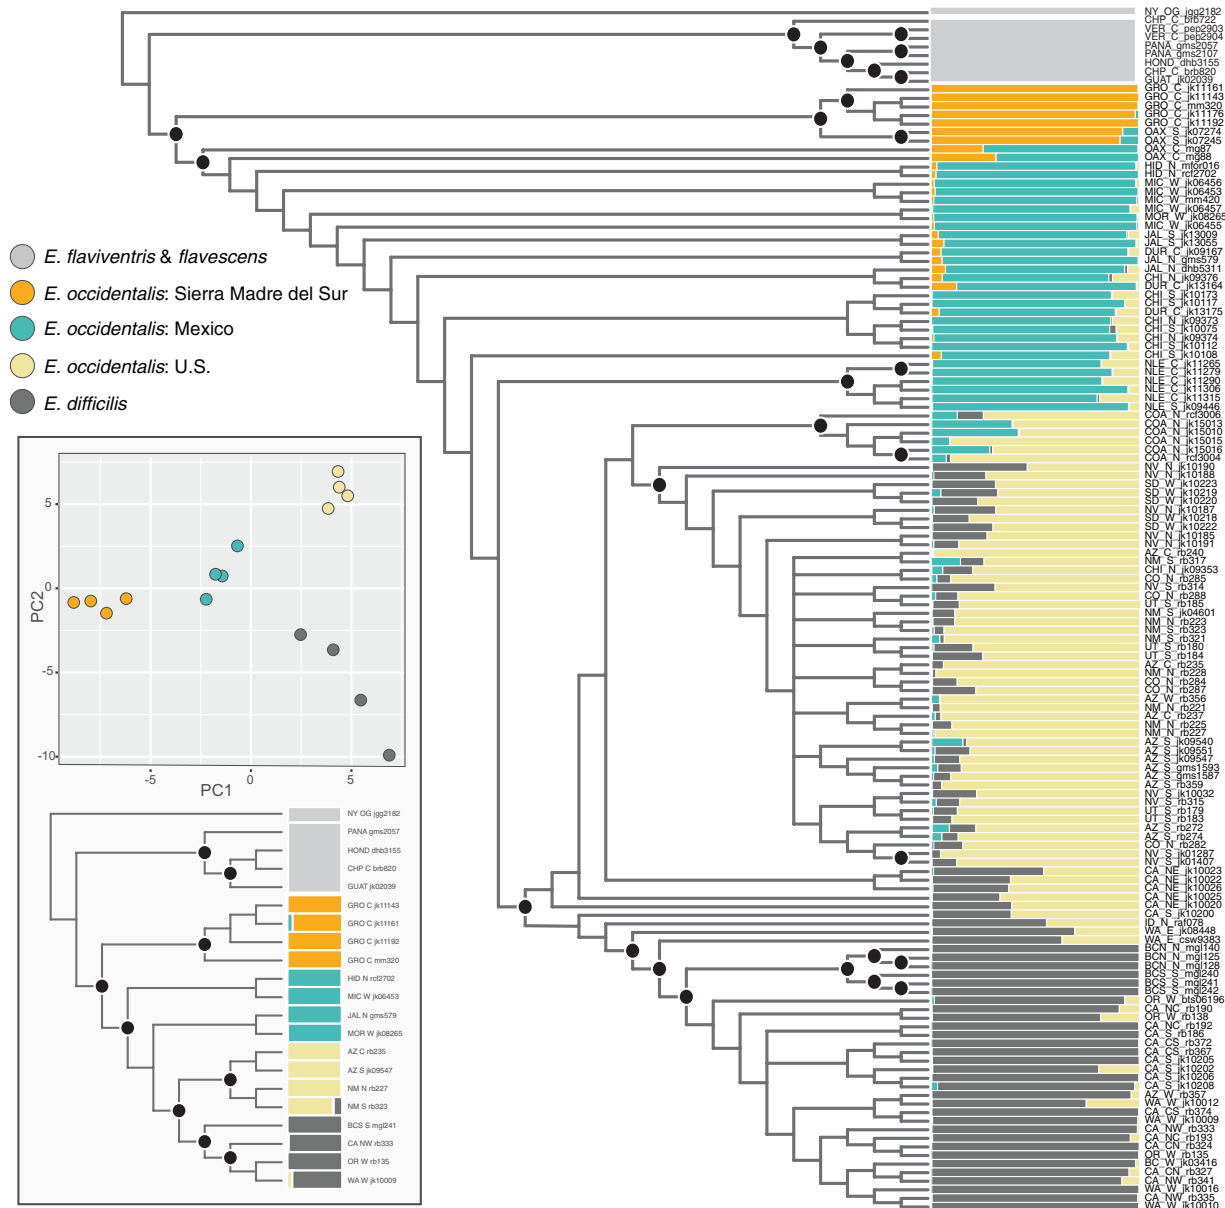 E. flaviventris & flavescens
E. occidentalis: Sierra Madre del Sur
E. occidentalis: Mexico
E. occidentalis: U.S.
E. difficilis
PC2
5
0
-5
-10
-5
0
5
PC1
NY OG jgg2182
PANA gms2057
HOND dhb3155
CHP C brb820
GUAT jk02039
GRO C jk11143
GRO C jk11161
GRO C jk11192
GRO C mm320
HID N rcf2702
MIC W jk06453
JAL N gms579
MOR W jk08265
AZ C rb235
AZ S jk09547
NM N rb227
NM S rb323
BCS S mgl241
CA NW rb333
OR W rb135
WA W jk10009
NY_OG_jgg2182
CHP_C_brb722
VER_C_pep2903
VER_C_pep2904
PANA_gms2057
PANA_gms2107
HOND_dhb3155
CHP_C_brb820
GUAT_jk02039
GRO_C_jk11161
GRO_C_jk11143
GRO_C_mm320
GRO_C_jk11176
GRO_C_jk11192
OAX_S_jk07274
OAX_S_jk07245
OAX_C_mg87
OAX_C_mg88
HID_N_mfor016
HID_N_rcf2702
MIC_W_jk06456
MIC_W_jk06453
MIC_W_mm420
MIC_W_jk06457
MOR_W_jk08265
MIC_W_jk06455
JAL_S_jk13009
JAL_S_jk13055
DUR_C_jk09167
JAL_N_gms579
JAL_N_dhb5311
CHI_N_jk09376
DUR_C_jk13164
CHI_S_jk10173
CHI_S_jk10117
DUR_C_jk13175
CHI_N_jk09373
CHI_S_jk10075
CHI_N_jk09374
CHI_S_jk10112
CHI_S_jk10108
NLE_C_jk11265
NLE_C_jk11279
NLE_C_jk11290
NLE_C_jk11306
NLE_C_jk11315
NLE_S_jk09446
COA_N_rcf3006
COA_N_jk15013
COA_N_jk15010
COA_N_jk15015
COA_N_jk15016
COA_N_rcf3004
NV_N_jk10190
NV_N_jk10188
SD_W_jk10223
SD_W_jk10219
SD_W_jk10220
NV_N_jk10187
SD_W_jk10218
SD_W_jk10222
NV_N_jk10185
NV_N_jk10191
AZ_C_rb240
NM_S_rb317
CHI_N_jk09353
CO_N_rb285
NV_S_rb314
CO_N_rb288
UT_S_rb185
NM_S_jk04601
NM_N_rb223
NM_S_rb323
NM_S_rb321
UT_S_rb180
UT_S_rb184
AZ_C_rb235
NM_N_rb228
CO_N_rb284
CO_N_rb287
AZ_W_rb356
NM_N_rb221
AZ_C_rb237
NM_N_rb225
NM_N_rb227
AZ_S_jk09540
AZ_S_jk09551
AZ_S_jk09547
AZ_S_gms1593
AZ_S_gms1587
AZ_S_rb359
NV_S_jk10032
NV_S_rb315
UT_S_rb179
UT_S_rb183
AZ_S_rb272
AZ_S_rb274
CO_N_rb282
NV_S_jk01287
NV_S_jk01407
CA_NE_jk10023
CA_NE_jk10022
CA_NE_jk10026
CA_NE_jk10025
CA_NE_jk10020
CA_S_jk10200
ID_N_raf078
WA_E_jk08448
WA_E_csw9383
BCN_N_mgl140
BCN_N_mgl125
BCN_N_mgl128
BCS_S_mgl240
BCS_S_mgl241
BCS_S_mgl242
OR_W_bts06196
CA_NC_rb190
OR_W_rb138
CA_NC_rb192
CA_S_rb186
CA_CS_rb372
CA_CS_rb367
CA_S_jk10205
CA_S_jk10202
CA_S_jk10206
CA_S_jk10208
AZ_W_rb357
WA_W_jk10012
CA_CS_rb374
WA_W_jk10009
CA_NW_rb333
CA_NC_rb193
CA_CN_rb324
OR_W_rb135
BC_W_jk03416
CA_CN_rb327
CA_NW_rb341
WA_W_jk10016
CA_NW_rb335
WA_W_jk10010